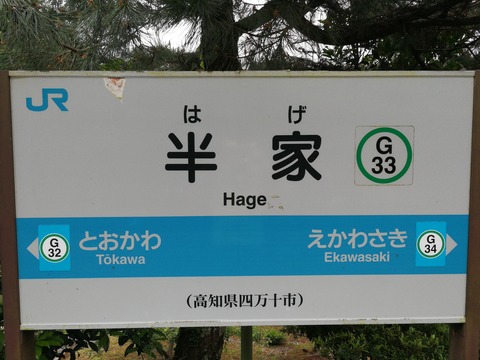 JR
は げ
半家
G
33
Hage
G
32
とおかわ
Tōkawa
えかわさき
Ekawasaki
G
34
(高知県四万十市)